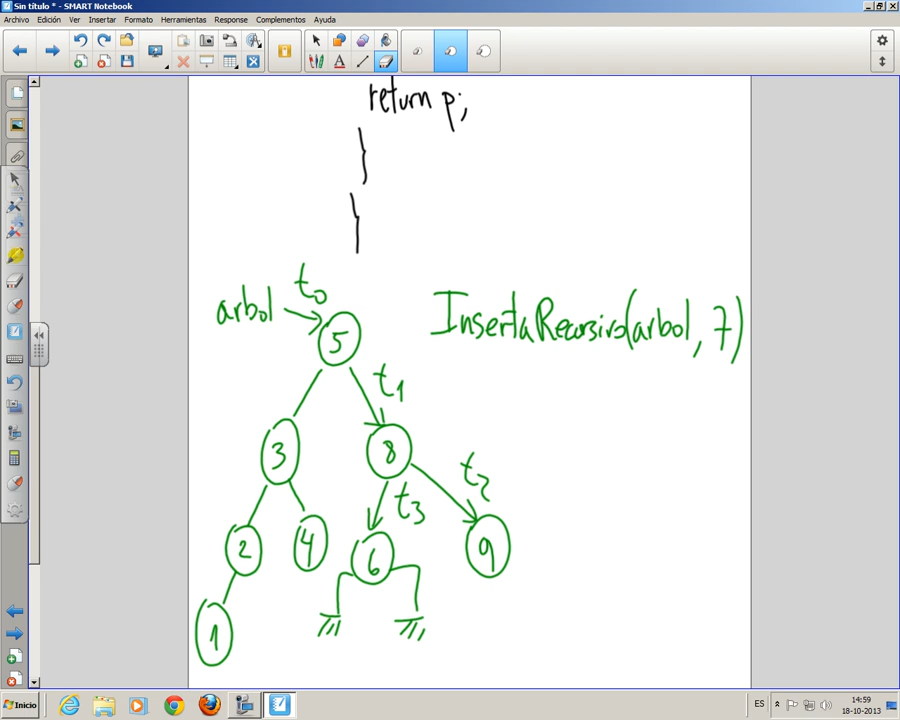 Sin título * - SMART Notebook
Archivo Edición Ver Insertar Formato Herramientas Response Complementos Ayuda
return p;
}
}
arbol
t0
InsertaRecursivo(arbol, 7)
5
t1
3
8
t2
t3
2
4
6
9
1
Inicio
ES
14:59
18-10-2013